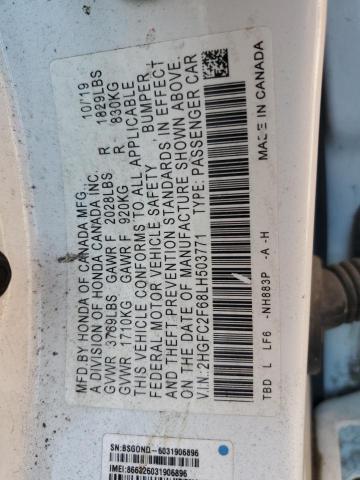 MFD.BY HONDA OF CANADA MFG., 10/'19
A DIVISION OF HONDA CANADA INC.
GVWR 3769LBS GAWR F 2028LBS R 1829LBS
GVWR 1710KG GAWR F 920KG R 830KG
THIS VEHICLE CONFORMS TO ALL APPLICABLE
FEDERAL MOTOR VEHICLE SAFETY, BUMPER,
AND THEFT PREVENTION STANDARDS IN EFFECT
ON THE DATE OF MANUFACTURE SHOWN ABOVE.
V.I.N: 2HGFC2F68LH503771 TYPE: PASSENGER CAR
MADE IN CANADA
TBD L LF6 -NH883P -A -H
SN:BSGOND-6031906896
IMEI:866326031906896